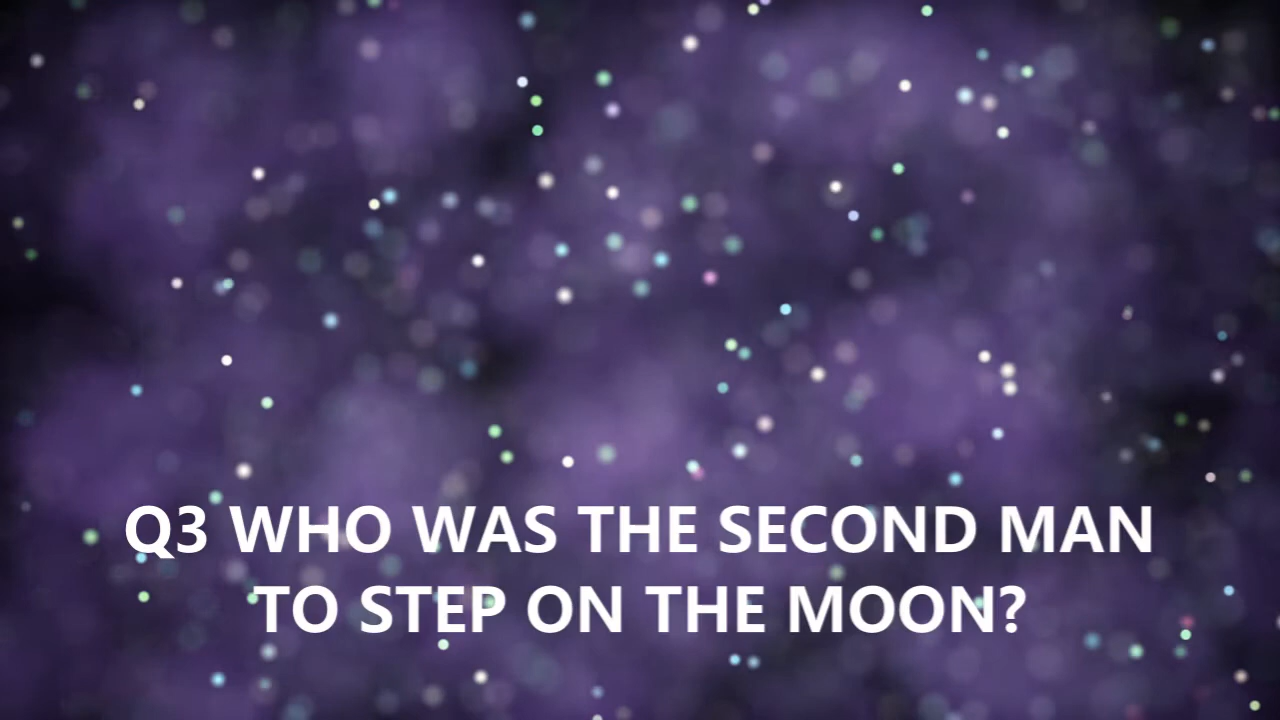 Q3 WHO WAS THE SECOND MAN
TO STEP ON THE MOON?